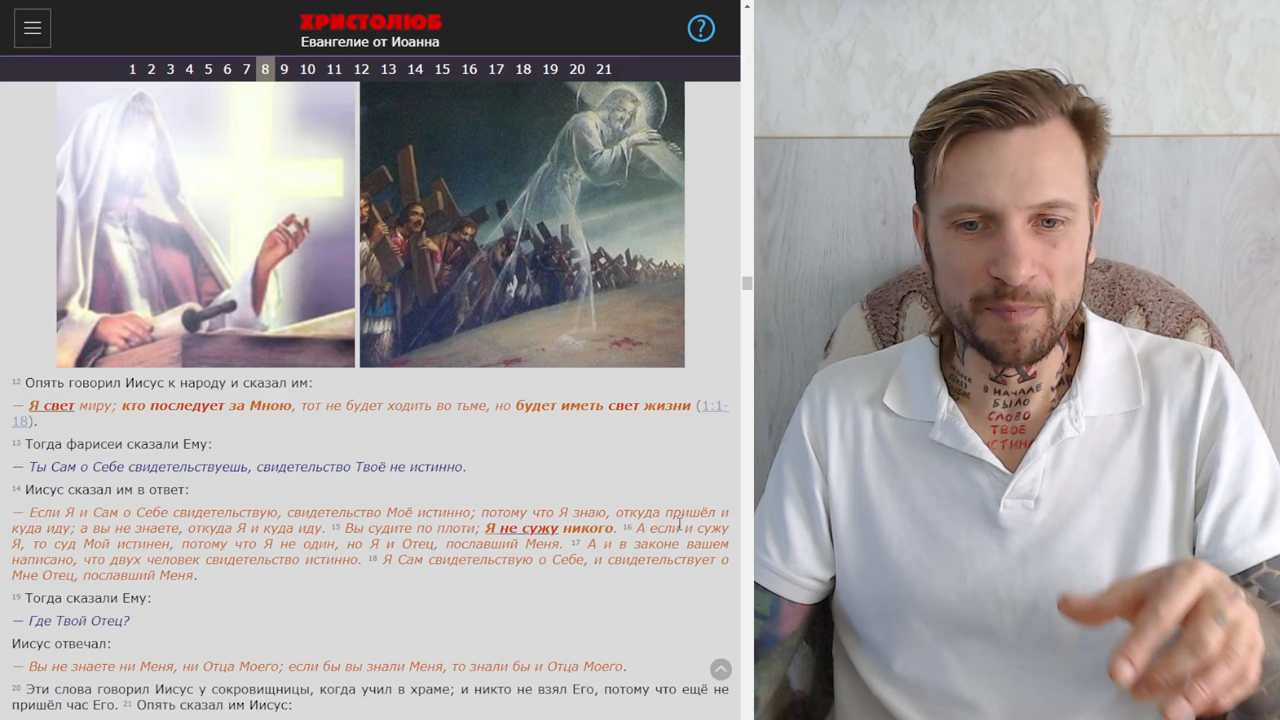 ХРИСТОЛЮБ
Евангелие от Иоанна
?
1 2 3 4 5 6 7 8 9 10 11 12 13 14 15 16 17 18 19 20 21
12 Опять говорил Иисус к народу и сказал им:
— Я свет миру; кто последует за Мною, тот не будет ходить во тьме, но будет иметь свет жизни (1:1-
18).
13 Тогда фарисеи сказали Ему:
— Ты Сам о Себе свидетельствуешь, свидетельство Твоё не истинно.
14 Иисус сказал им в ответ:
— Если Я и Сам о Себе свидетельствую, свидетельство Моё истинно; потому что Я знаю, откуда пришёл и
куда иду; а вы не знаете, откуда Я и куда иду. 15 Вы судите по плоти; Я не сужу никого. 16 А если и сужу
Я, то суд Мой истинен, потому что Я не один, но Я и Отец, пославший Меня. 17 А и в законе вашем
написано, что двух человек свидетельство истинно. 18 Я Сам свидетельствую о Себе, и свидетельствует о
Мне Отец, пославший Меня.
19 Тогда сказали Ему:
— Где Твой Отец?
Иисус отвечал:
— Вы не знаете ни Меня, ни Отца Моего; если бы вы знали Меня, то знали бы и Отца Моего.
20 Эти слова говорил Иисус у сокровищницы, когда учил в храме; и никто не взял Его, потому что ещё не
пришёл час Его. 21 Опять сказал им Иисус:
В НАЧАЛЕ
БЫЛО
СЛОВО
ТВОЕ
ИСТИНА